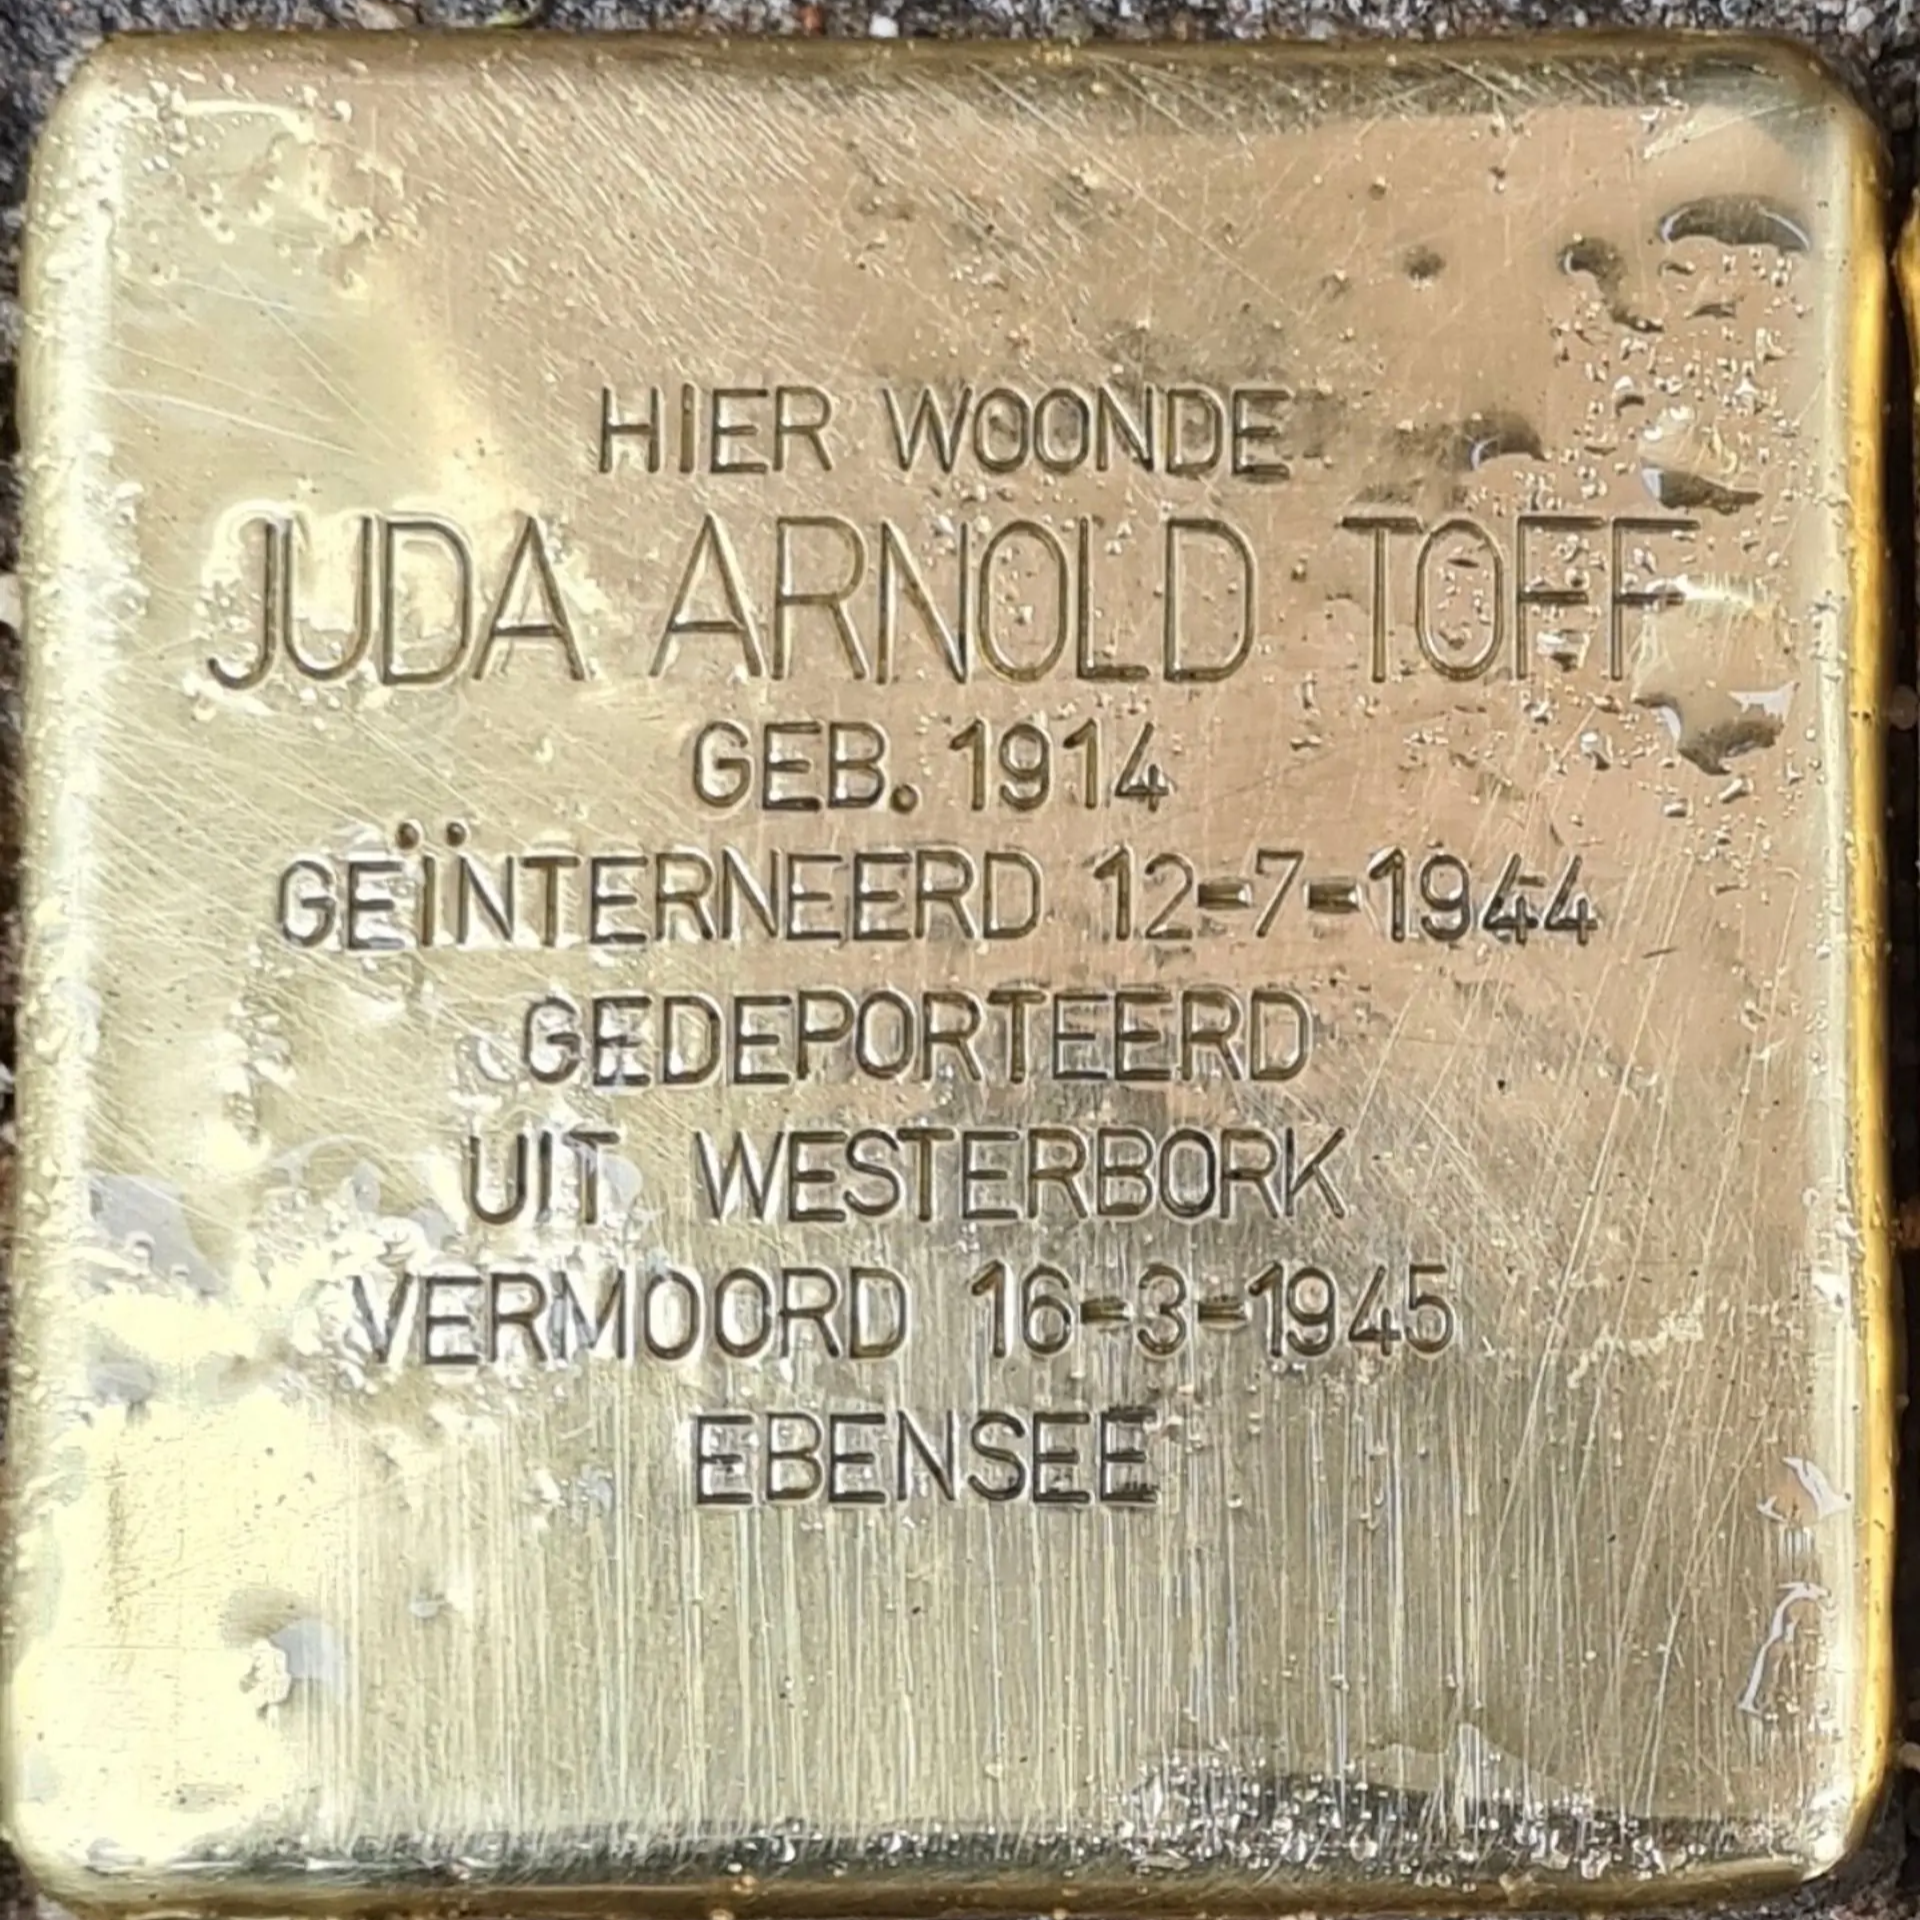 HIER WOONDE
JUDA ARNOLD TOFF
GEB. 1914
GEÏNTERNEERD 12-7-1944
GEDEPORTEERD
UIT WESTERBORK
VERMOORD 16-3-1945
EBENSEE